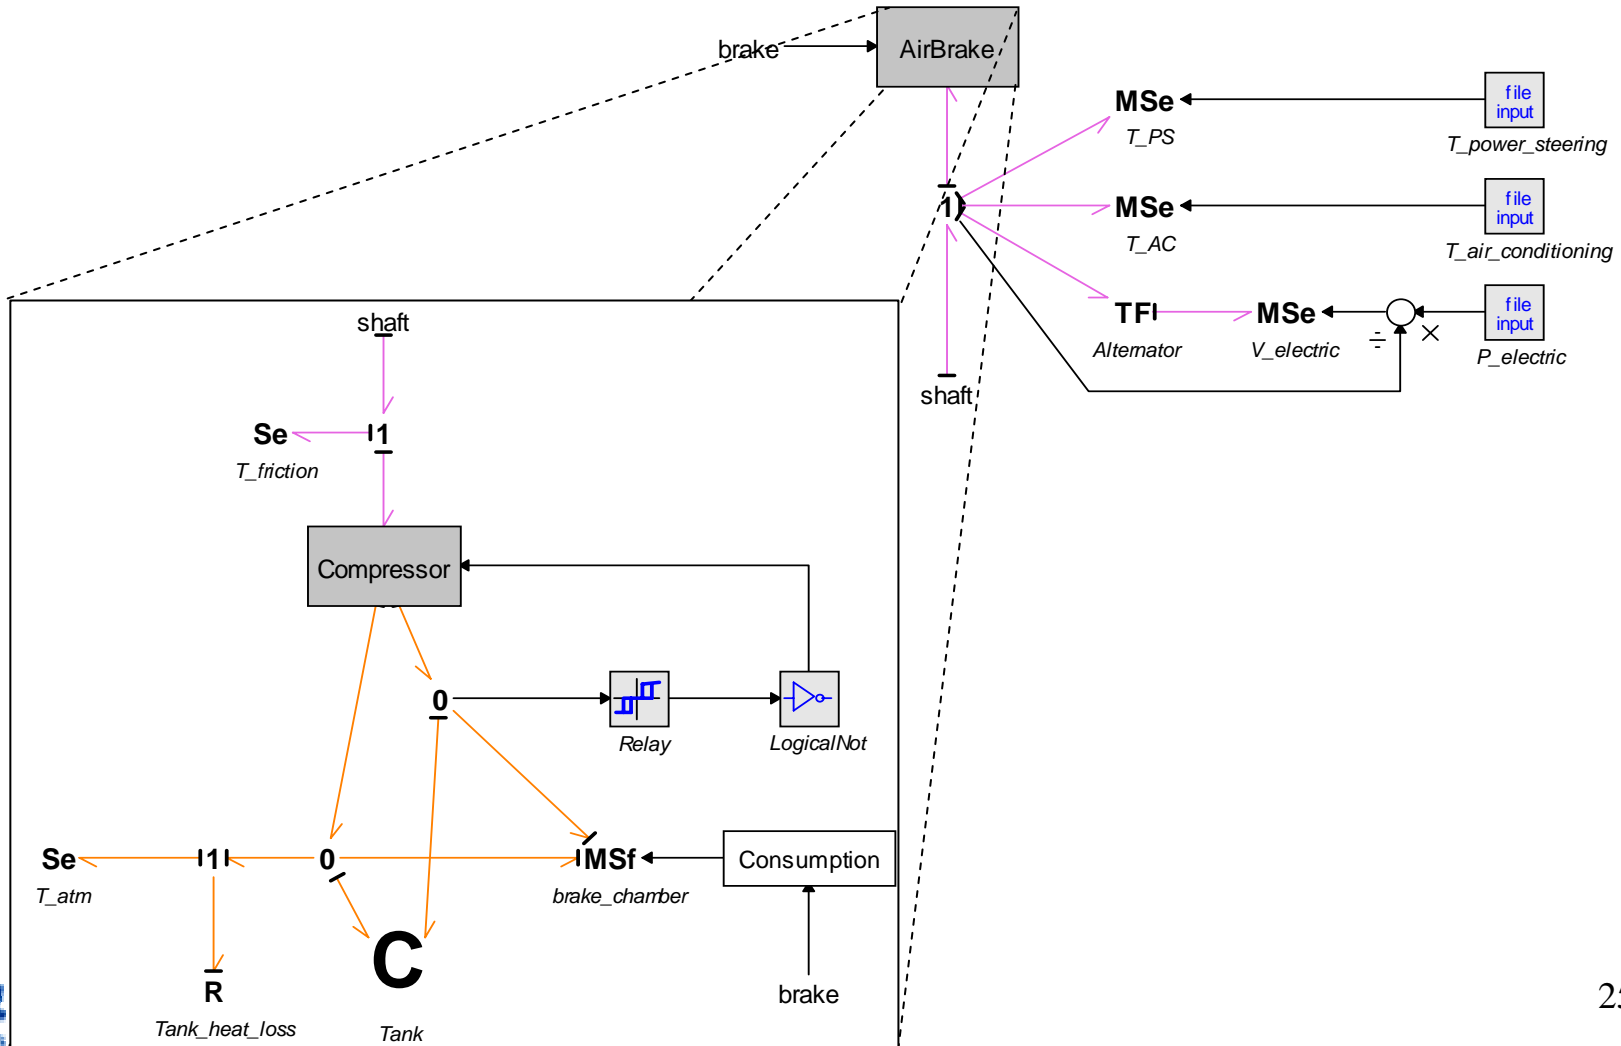 brake
AirBrake
MSe
T_PS
file
input
T_power_steering
1
MSe
T_AC
file
input
T_air_conditioning
TF
Alternator
MSe
V_electric
÷
×
file
input
P_electric
shaft
shaft
Se
T_friction
1
Compressor
0
Relay
LogicalNot
Se
T_atm
1
0
MSf
brake_chamber
Consumption
R
Tank_heat_loss
C
Tank
brake